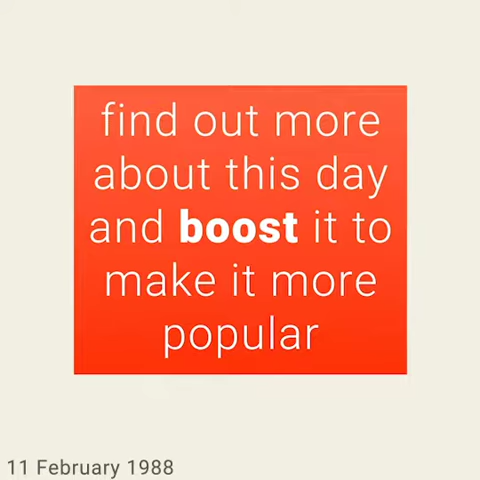 find out more
about this day
and boost it to
make it more
popular
11 February 1988